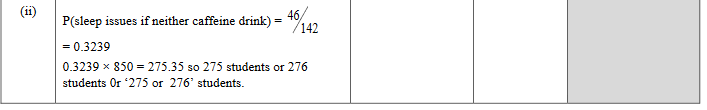 (ii)
P(sleep issues if neither caffeine drink) = 46/142
= 0.3239
0.3239 × 850 = 275.35 so 275 students or 276
students 0r ‘275 or 276’ students.